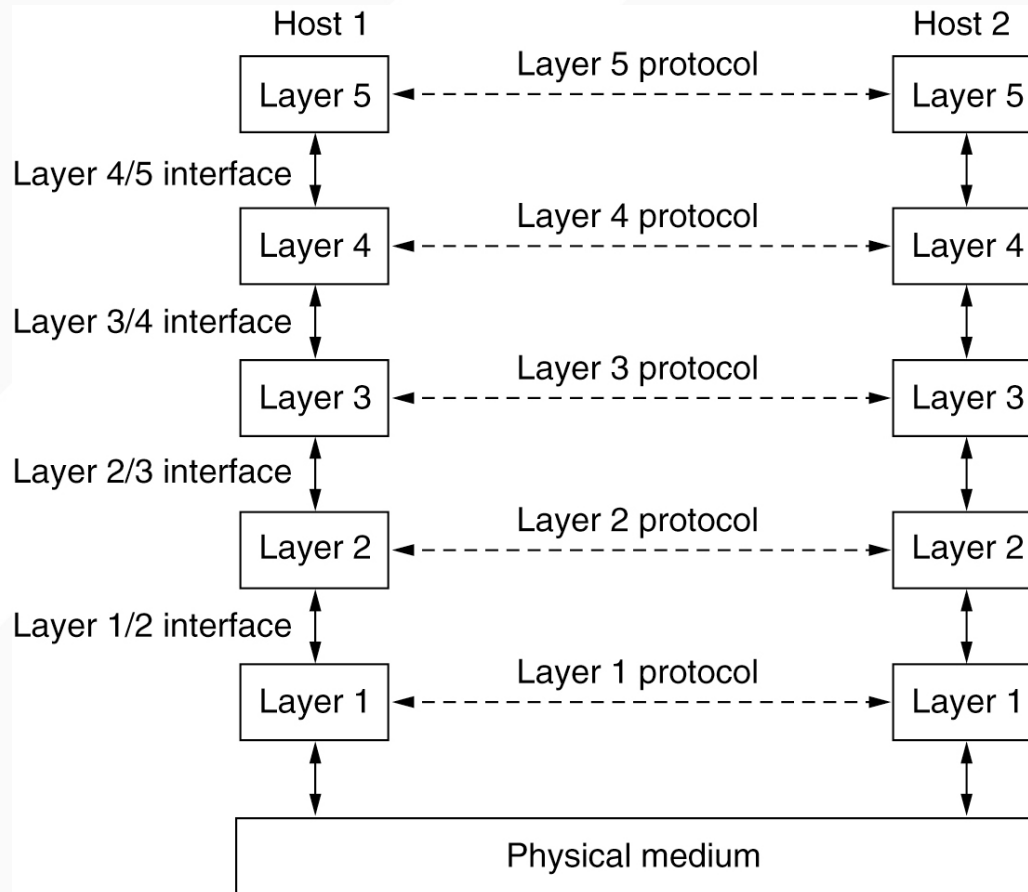 Host 1
Host 2
Layer 5 protocol
Layer 5
Layer 5
Layer 4/5 interface
Layer 4 protocol
Layer 4
Layer 4
Layer 3/4 interface
Layer 3 protocol
Layer 3
Layer 3
Layer 2/3 interface
Layer 2 protocol
Layer 2
Layer 2
Layer 1/2 interface
Layer 1 protocol
Layer 1
Layer 1
Physical medium